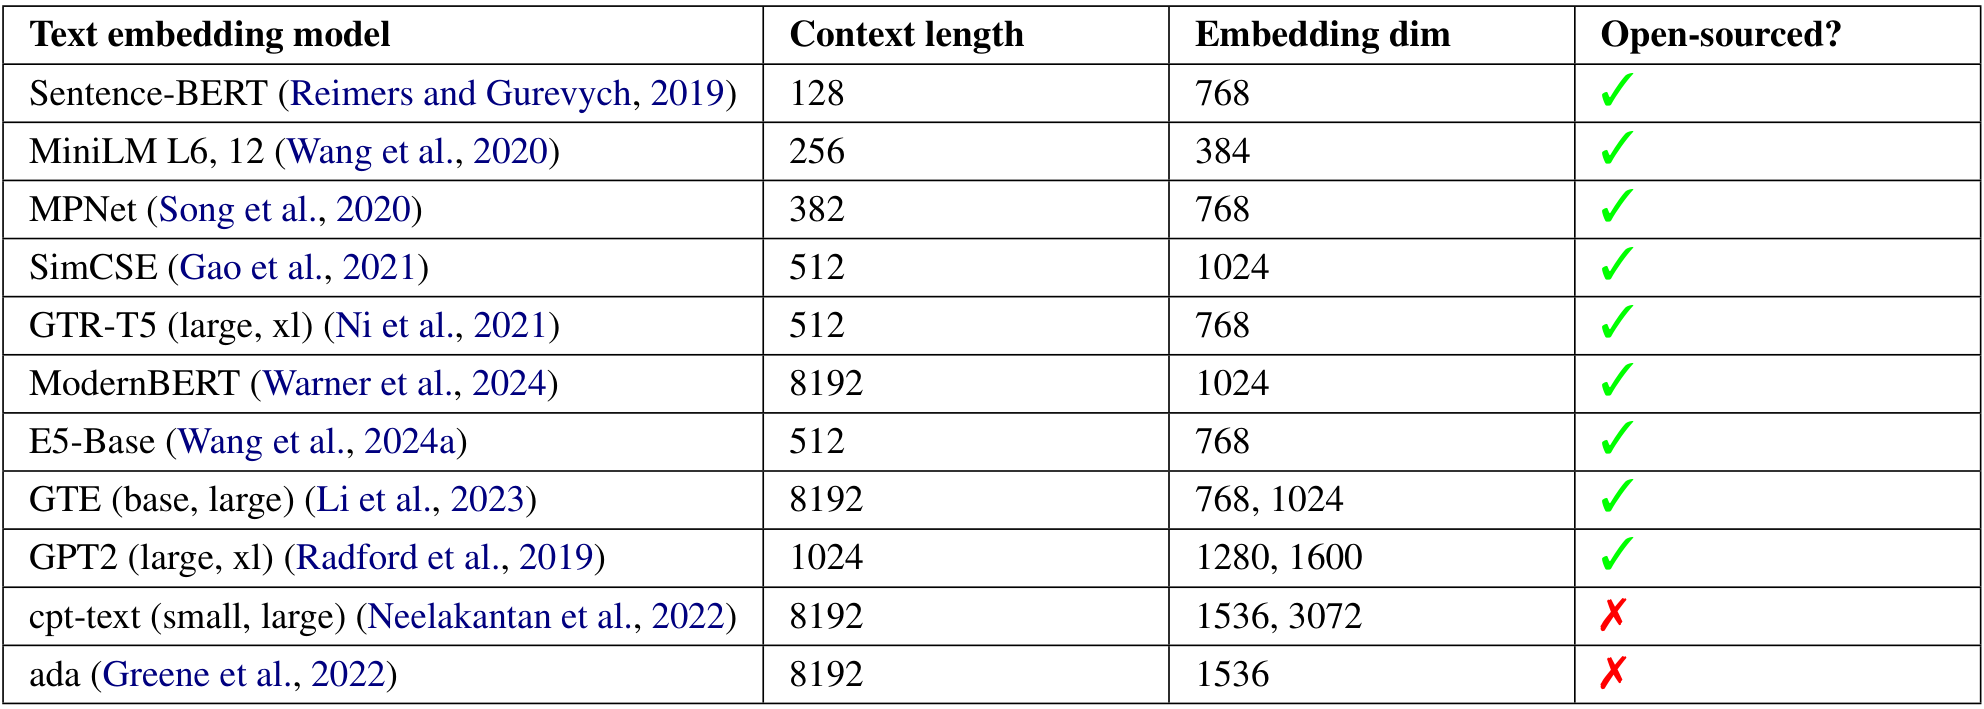 Text embedding model Context length Embedding dim Open-sourced?
Sentence-BERT (Reimers and Gurevych, 2019) 128 768 ✓
MiniLM L6, 12 (Wang et al., 2020) 256 384 ✓
MPNet (Song et al., 2020) 382 768 ✓
SimCSE (Gao et al., 2021) 512 1024 ✓
GTR-T5 (large, xl) (Ni et al., 2021) 512 768 ✓
ModernBERT (Warner et al., 2024) 8192 1024 ✓
E5-Base (Wang et al., 2024a) 512 768 ✓
GTE (base, large) (Li et al., 2023) 8192 768, 1024 ✓
GPT2 (large, xl) (Radford et al., 2019) 1024 1280, 1600 ✓
cpt-text (small, large) (Neelakantan et al., 2022) 8192 1536, 3072 ✗
ada (Greene et al., 2022) 8192 1536 ✗